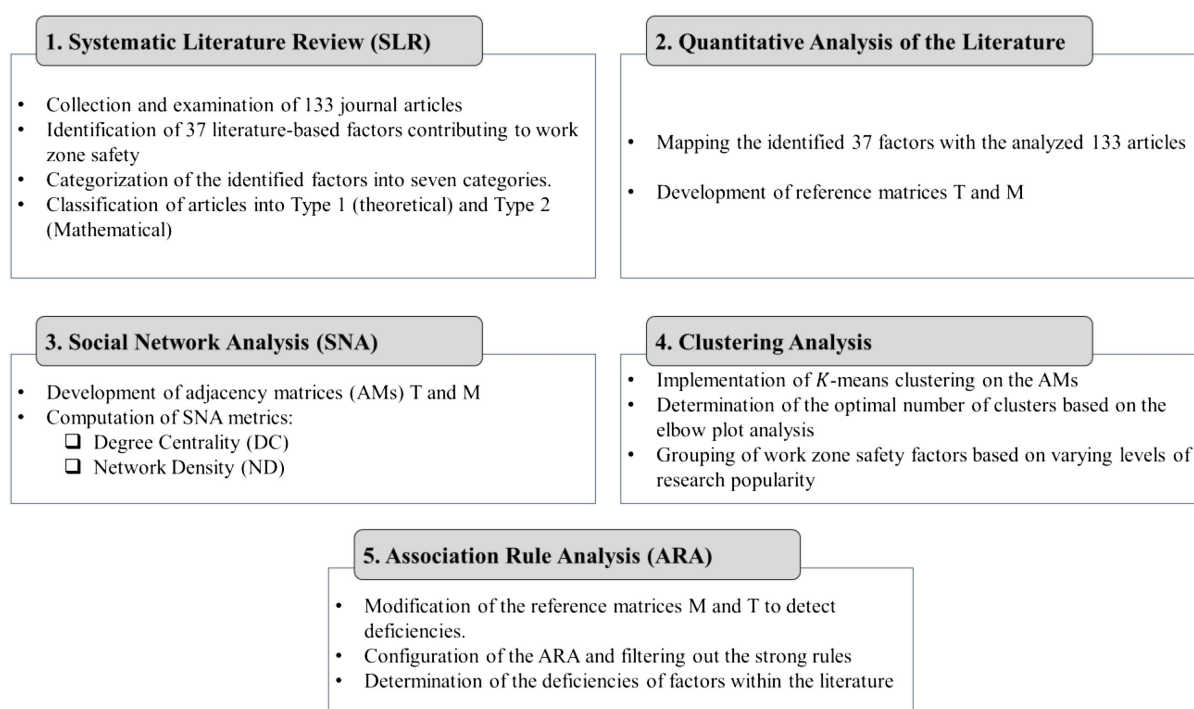 1. Systematic Literature Review (SLR)
• Collection and examination of 133 journal articles
• Identification of 37 literature-based factors contributing to work
zone safety
• Categorization of the identified factors into seven categories.
• Classification of articles into Type 1 (theoretical) and Type 2
(Mathematical)
2. Quantitative Analysis of the Literature
• Mapping the identified 37 factors with the analyzed 133 articles
• Development of reference matrices T and M
3. Social Network Analysis (SNA)
• Development of adjacency matrices (AMs) T and M
• Computation of SNA metrics:
❑ Degree Centrality (DC)
❑ Network Density (ND)
4. Clustering Analysis
• Implementation of K-means clustering on the AMs
• Determination of the optimal number of clusters based on the
elbow plot analysis
• Grouping of work zone safety factors based on varying levels of
research popularity
5. Association Rule Analysis (ARA)
• Modification of the reference matrices M and T to detect
deficiencies.
• Configuration of the ARA and filtering out the strong rules
• Determination of the deficiencies of factors within the literature